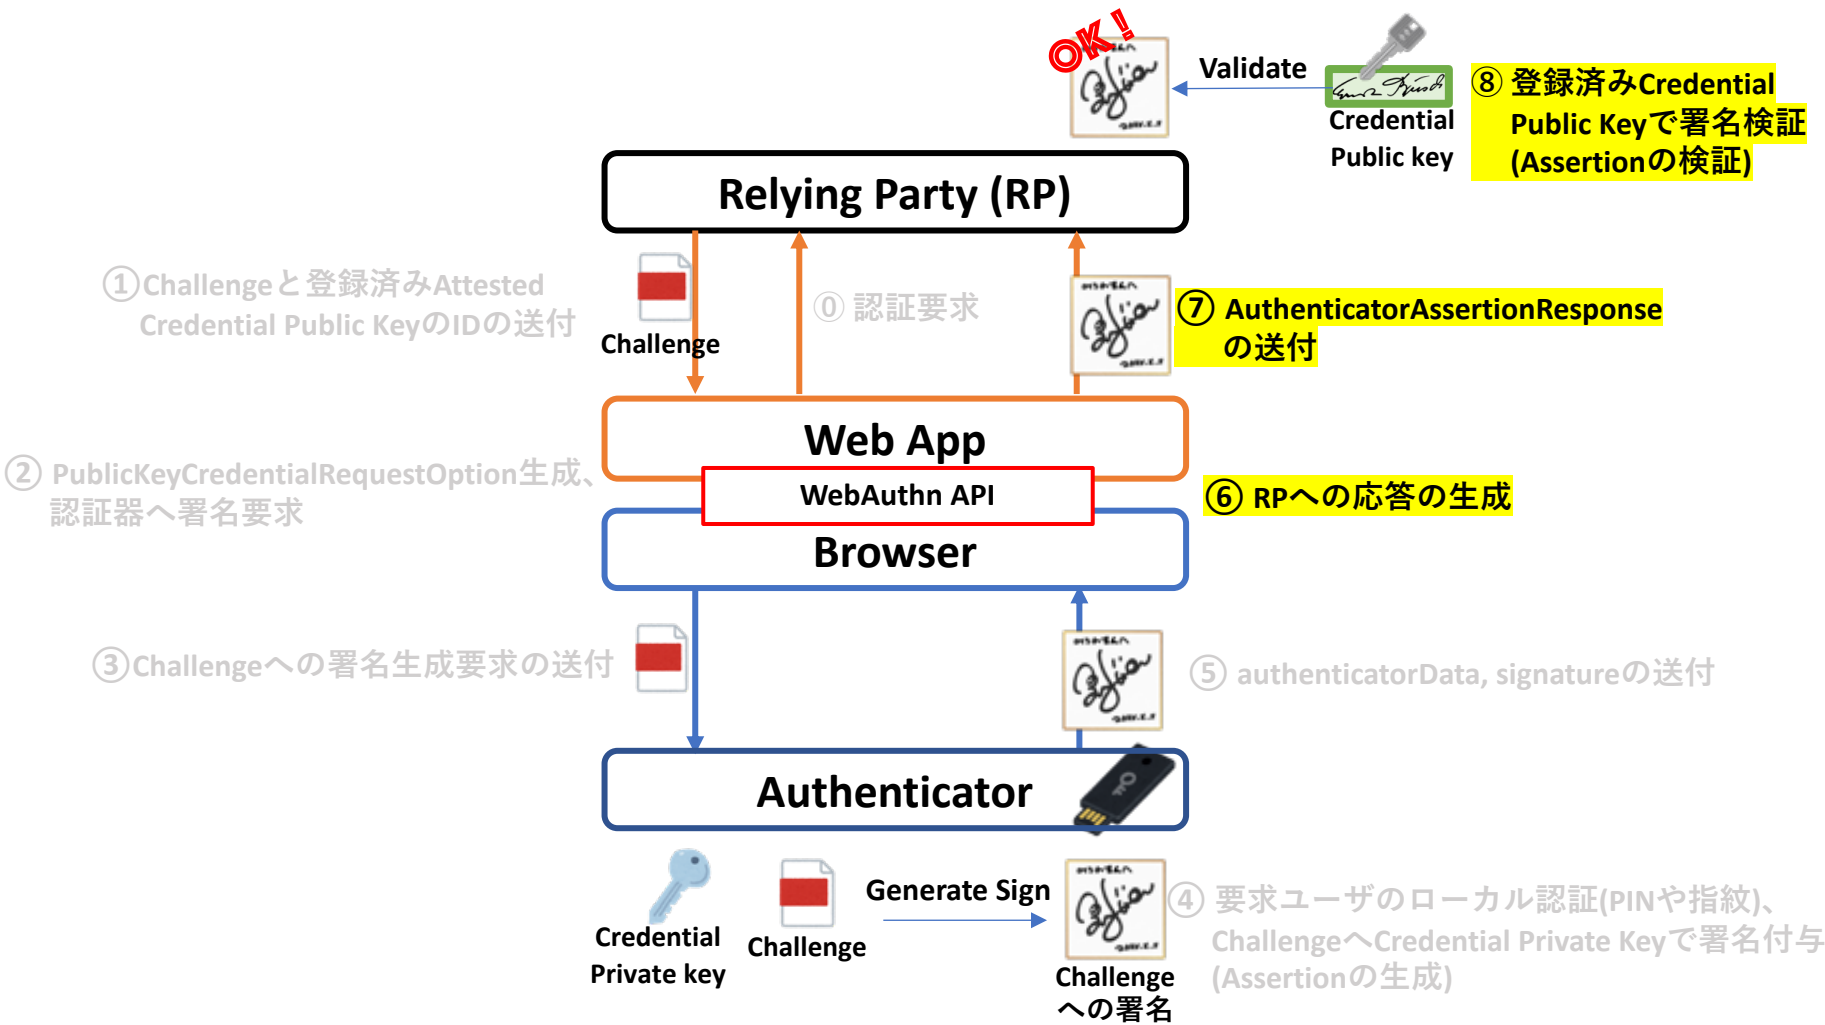 OK!
Validate
Credential
Public key
⑧ 登録済みCredential
Public Keyで署名検証
(Assertionの検証)
Relying Party (RP)
①Challengeと登録済みAttested
Credential Public KeyのIDの送付
Challenge
⓪ 認証要求
⑦ AuthenticatorAssertionResponse
の送付
Web App
② PublicKeyCredentialRequestOption生成、
認証器へ署名要求
WebAuthn API
⑥ RPへの応答の生成
Browser
③Challengeへの署名生成要求の送付
⑤ authenticatorData, signatureの送付
Authenticator
Credential
Private key
Challenge
Generate Sign
Challenge
への署名
④ 要求ユーザのローカル認証(PINや指紋)、
ChallengeへCredential Private Keyで署名付与
(Assertionの生成)